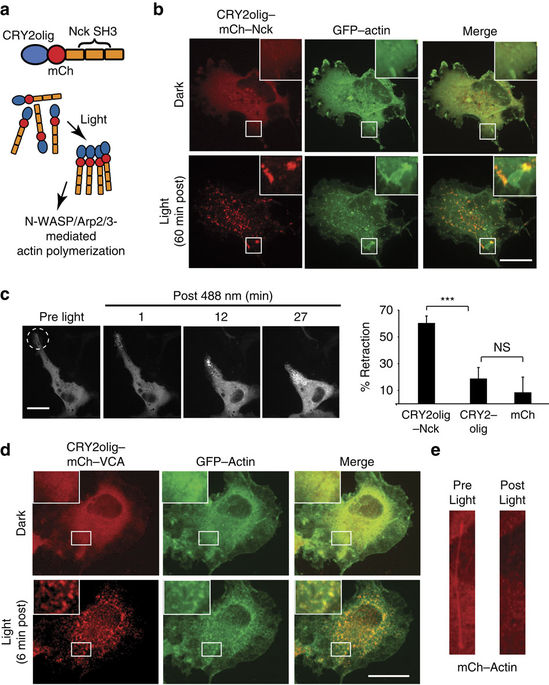 a
CRY2olig
Nck SH3
mCh
Light
N-WASP/Arp2/3-
mediated
actin polymerization
b
CRY2olig–
mCh–Nck
GFP–actin
Merge
Dark
Light
(60 min post)
c
Post 488 nm (min)
Pre light
1
12
27
% Retraction
70
50
30
10
***
NS
CRY2olig
–Nck
CRY2–
olig
mCh
d
CRY2olig–
mCh–VCA
GFP–Actin
Merge
Dark
Light
(6 min post)
e
Pre
Light
Post
Light
mCh–Actin